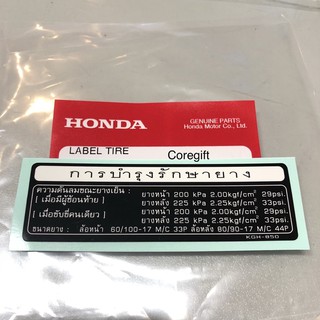 HONDA
GENUINE PARTS
Honda Motor Co., Ltd.
LABEL TIRE
Coregift
การบำรุงรักษายาง
ความดันลมขณะยางเย็น :
[ เมื่อมีผู้ซ้อนท้าย ]
ยางหน้า 200 kPa 2.00kgf/cm² 29psi.
ยางหลัง 225 kPa 2.25kgf/cm² 33psi.
[ เมื่อขับขี่คนเดียว ]
ยางหน้า 200 kPa 2.00kgf/cm² 29psi.
ยางหลัง 225 kPa 2.25kgf/cm² 33psi.
ขนาดยาง : ล้อหน้า 60/100-17 M/C 33P ล้อหลัง 80/90-17 M/C 44P
KGH-850